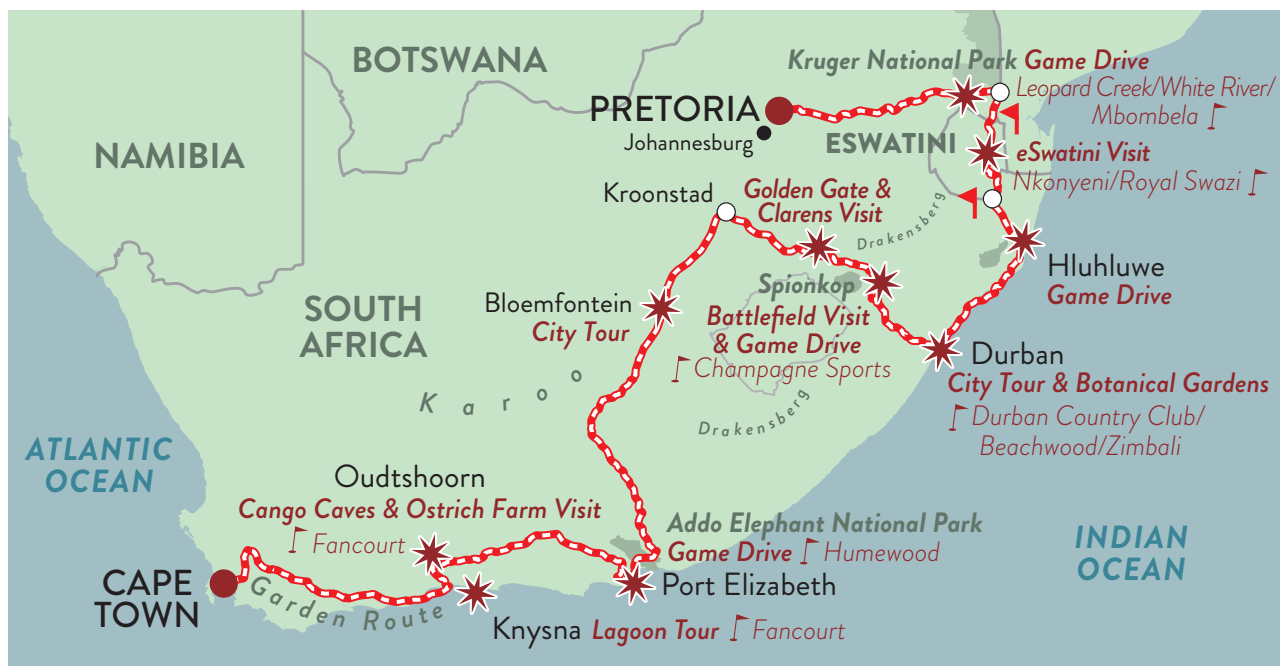 BOTSWANA
NAMIBIA
Kruger National Park Game Drive
Leopard Creek/White River/
Mbombela
PRETORIA
Johannesburg
ESWATINI
eSwatini Visit
Nkonyeni/Royal Swazi
Kroonstad
Golden Gate &
Clarens Visit
Drakensberg
Hluhluwe
Game Drive
SOUTH
AFRICA
Bloemfontein
City Tour
Spionkop
Battlefield Visit
& Game Drive
Champagne Sports
Durban
City Tour & Botanical Gardens
Durban Country Club/
Beachwood/Zimbali
Karoo
Drakensberg
ATLANTIC
OCEAN
Oudtshoorn
Cango Caves & Ostrich Farm Visit
Fancourt
Addo Elephant National Park
Game Drive Humewood
INDIAN
OCEAN
CAPE
TOWN
Garden Route
Port Elizabeth
Knysna Lagoon Tour Fancourt